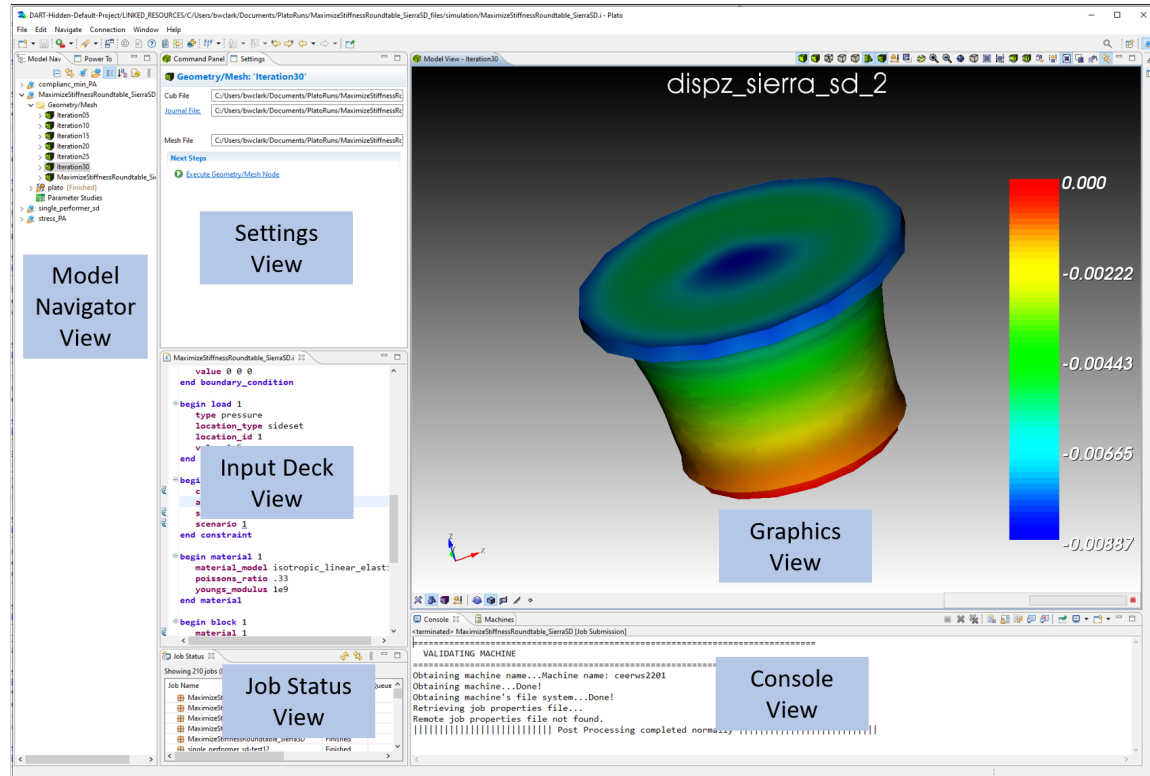 DART-Hidden-Default-Project/LINKED_RESOURCES/C/Users/bwclark/Documents/PlatoRuns/MaximizeStiffnessRoundtable_SierraSD_files/simulation/MaximizeStiffnessRoundtable_SierraSD.i - Plato
File Edit Navigate Connection Window Help
Model Nav
Power To
complianc_min_PA
MaximizeStiffnessRoundtable_SierraSD
Geometry/Mesh
Iteration05
Iteration10
Iteration15
Iteration20
Iteration25
Iteration30
MaximizeStiffnessRoundtable_Si
plato [Finished]
Parameter Studies
single_performer_sd
stress_PA
Model
Navigator
View
Command Panel
Settings
Geometry/Mesh: 'Iteration30'
Cub File C:/Users/bwclark/Documents/PlatoRuns/MaximizeStiffnessRo
Journal File: C:/Users/bwclark/Documents/PlatoRuns/MaximizeStiffnessRo
Mesh File C:/Users/bwclark/Documents/PlatoRuns/MaximizeStiffnessRo
Next Steps
Execute Geometry/Mesh Node
Settings
View
MaximizeStiffnessRoundtable_SierraSD.i
value 0 0 0
end boundary_condition
begin load 1
type pressure
location_type sideset
location_id 1
end
Input Deck
View
scenario 1
end constraint
begin material 1
material_model isotropic_linear_elasti
poissons_ratio .33
youngs_modulus 1e9
end material
begin block 1
material 1
Job Status
Showing 210 jobs
Job Name
Queue
MaximizeSt
MaximizeSt
MaximizeSt
MaximizeSt
MaximizeStiffnessRoundtable_SierraSD Finished
single_performer_sd-test12 Finished
Job Status
View
Model View - Iteration30
dispz_sierra_sd_2
0.000
-0.00222
-0.00443
-0.00665
-0.00887
Z
X
Graphics
View
Console
Machines
<terminated> MaximizeStiffnessRoundtable_SierraSD [Job Submission]
VALIDATING MACHINE
Obtaining machine name...Machine name: ceerws2201
Obtaining machine...Done!
Obtaining machine's file system...Done!
Retrieving job properties file...
Remote job properties file not found.
|||||||||||||||||||||||||||| Post Processing completed normally ||||||||||||||||||||||||||||
Console
View